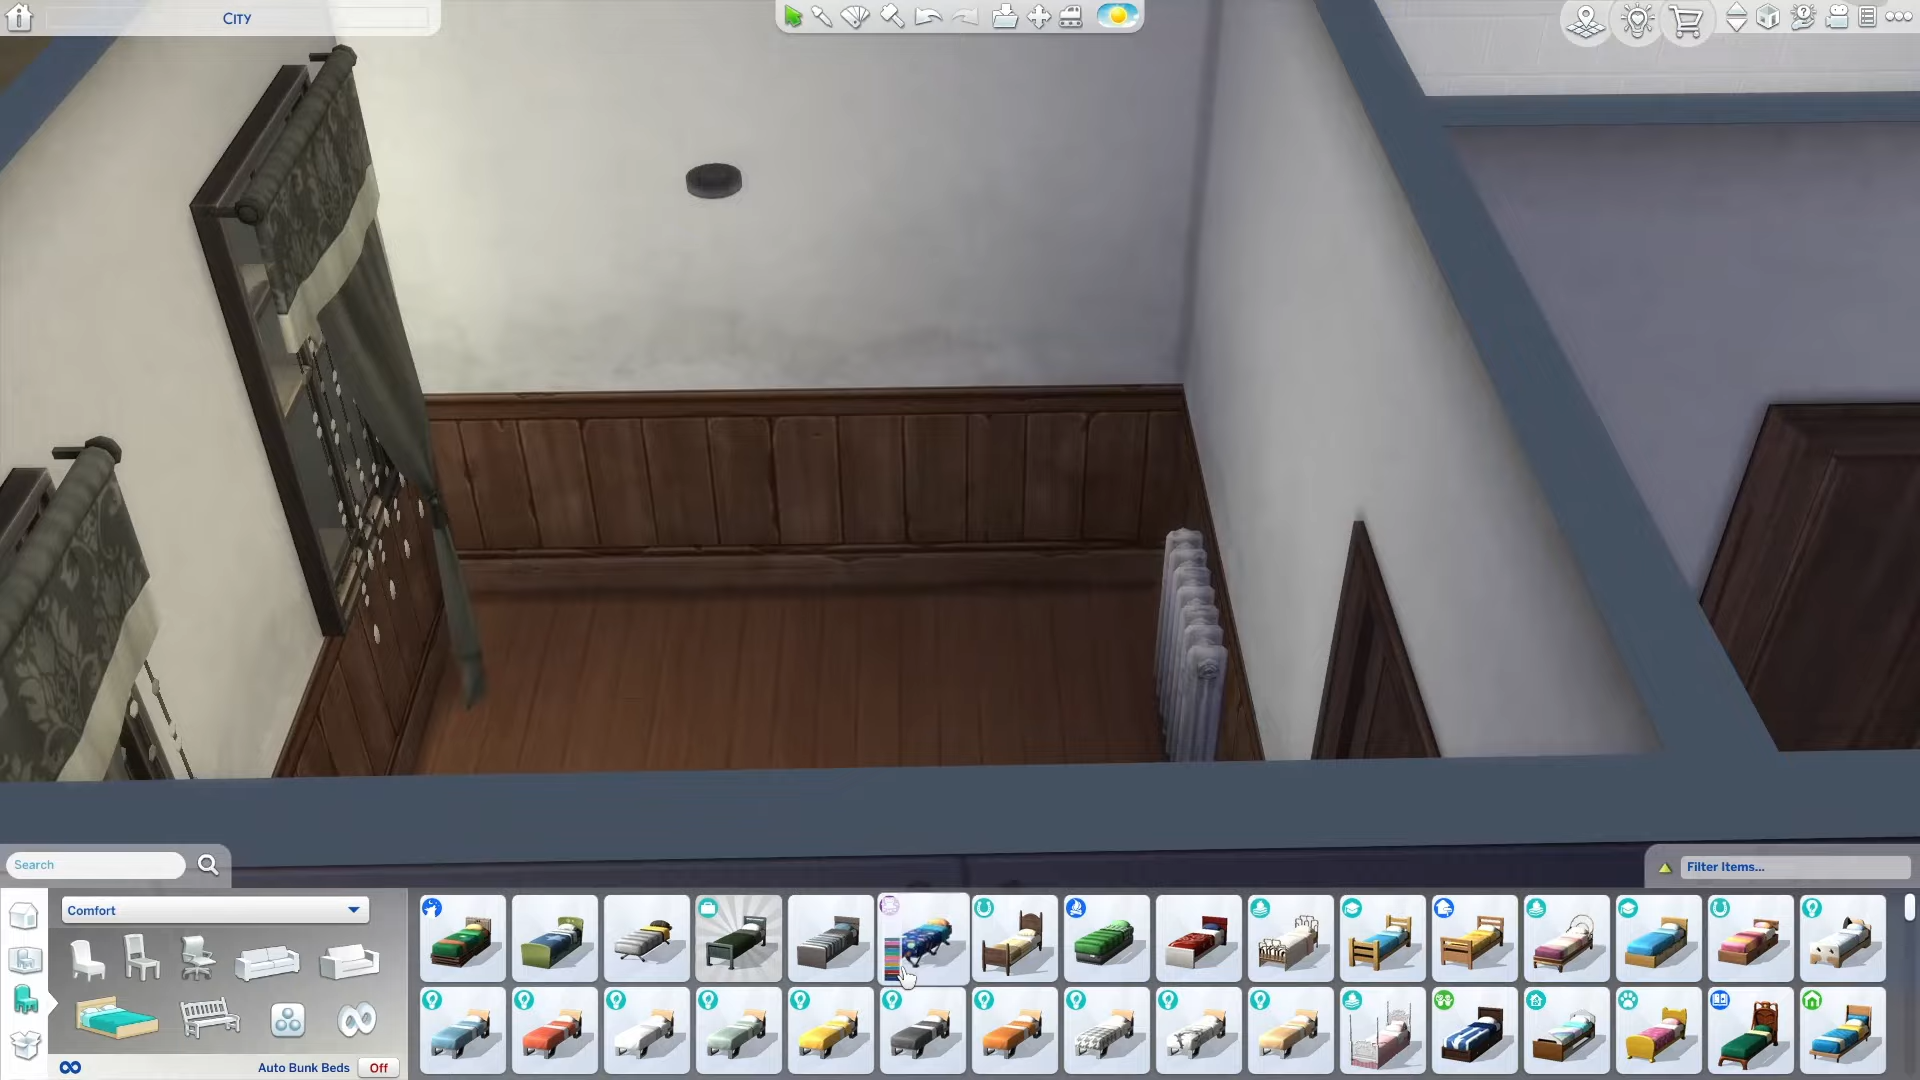 City
Search
Filter Items...
Comfort
Auto Bunk Beds Off